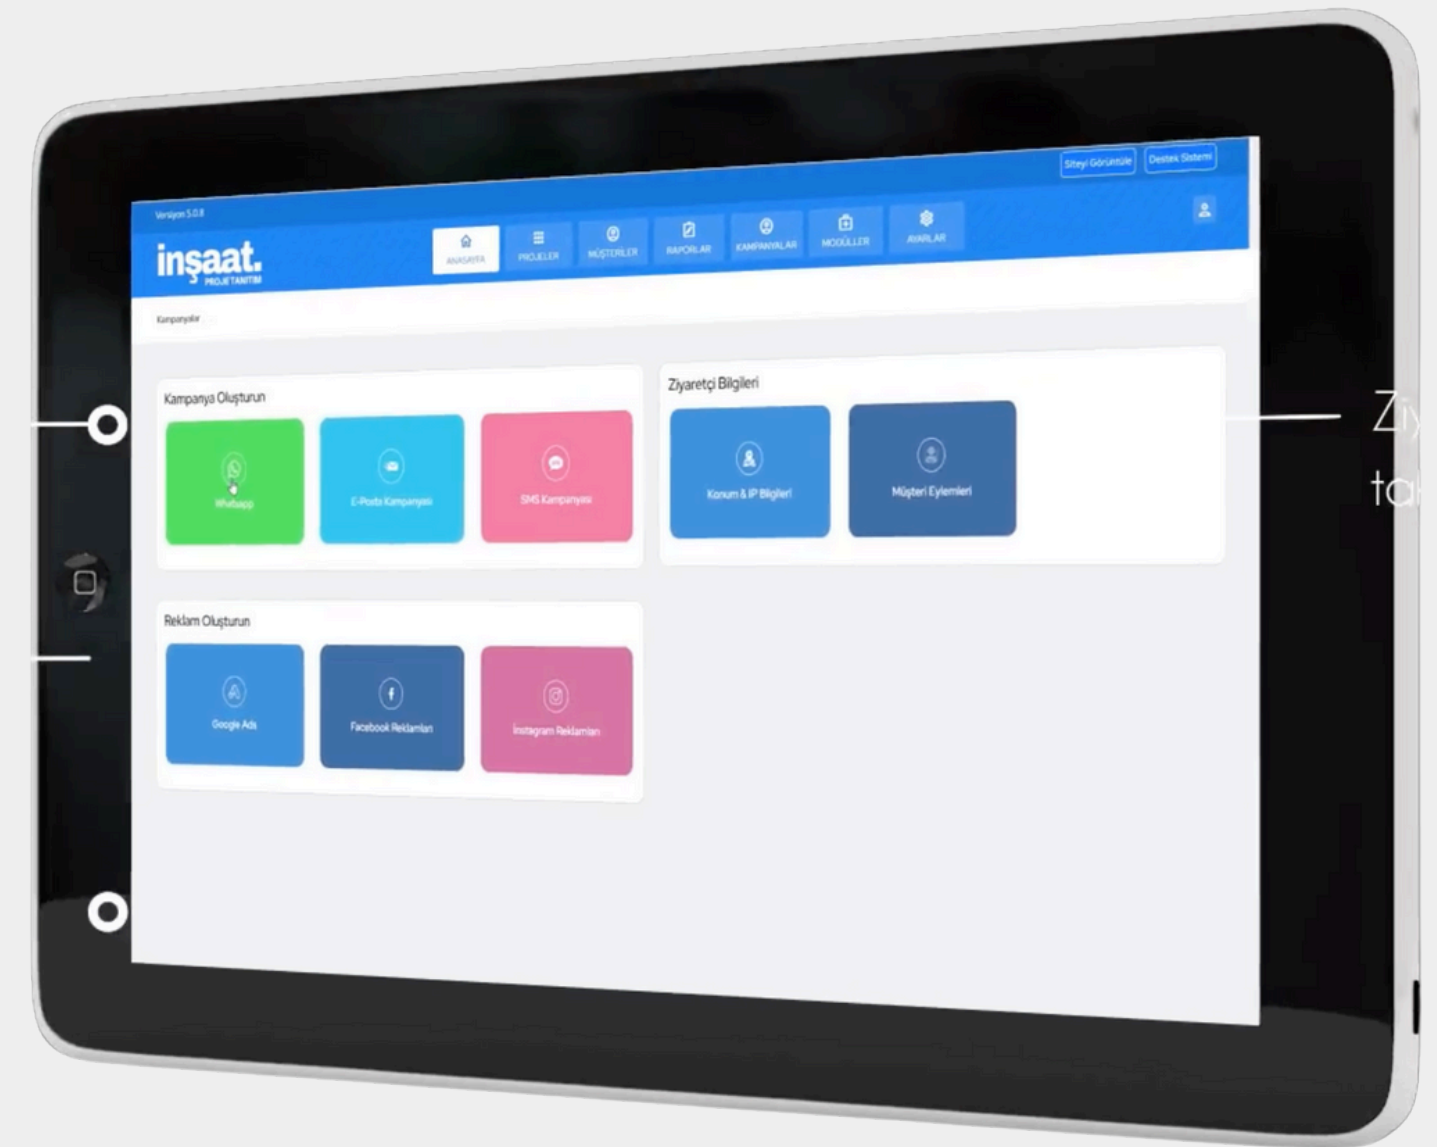 Versiyon 5.0.8
Siteyi Görüntüle
Destek Sistemi
inşaat.
PROJE TANITIM
ANASAYFA
PROJELER
MÜŞTERİLER
RAPORLAR
KAMPANYALAR
MODÜLLER
AYARLAR
Kampanyalar
Kampanya Oluşturun
Whatsapp
E-Posta Kampanyası
SMS Kampanyası
Ziyaretçi Bilgileri
Konum & IP Bilgileri
Müşteri Eylemleri
Reklam Oluşturun
Google Ads
Facebook Reklamları
İnstagram Reklamları